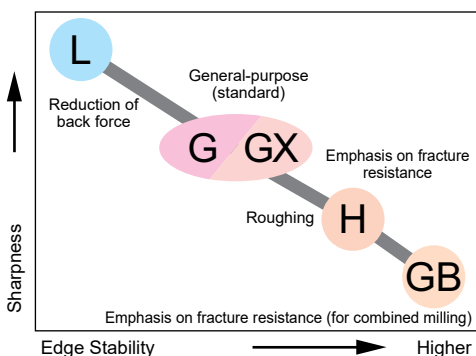 L
General-purpose
(standard)
Reduction of
back force
G GX
Emphasis on fracture
resistance
Roughing
H
GB
Emphasis on fracture resistance (for combined milling)
Sharpness
Edge Stability
Higher